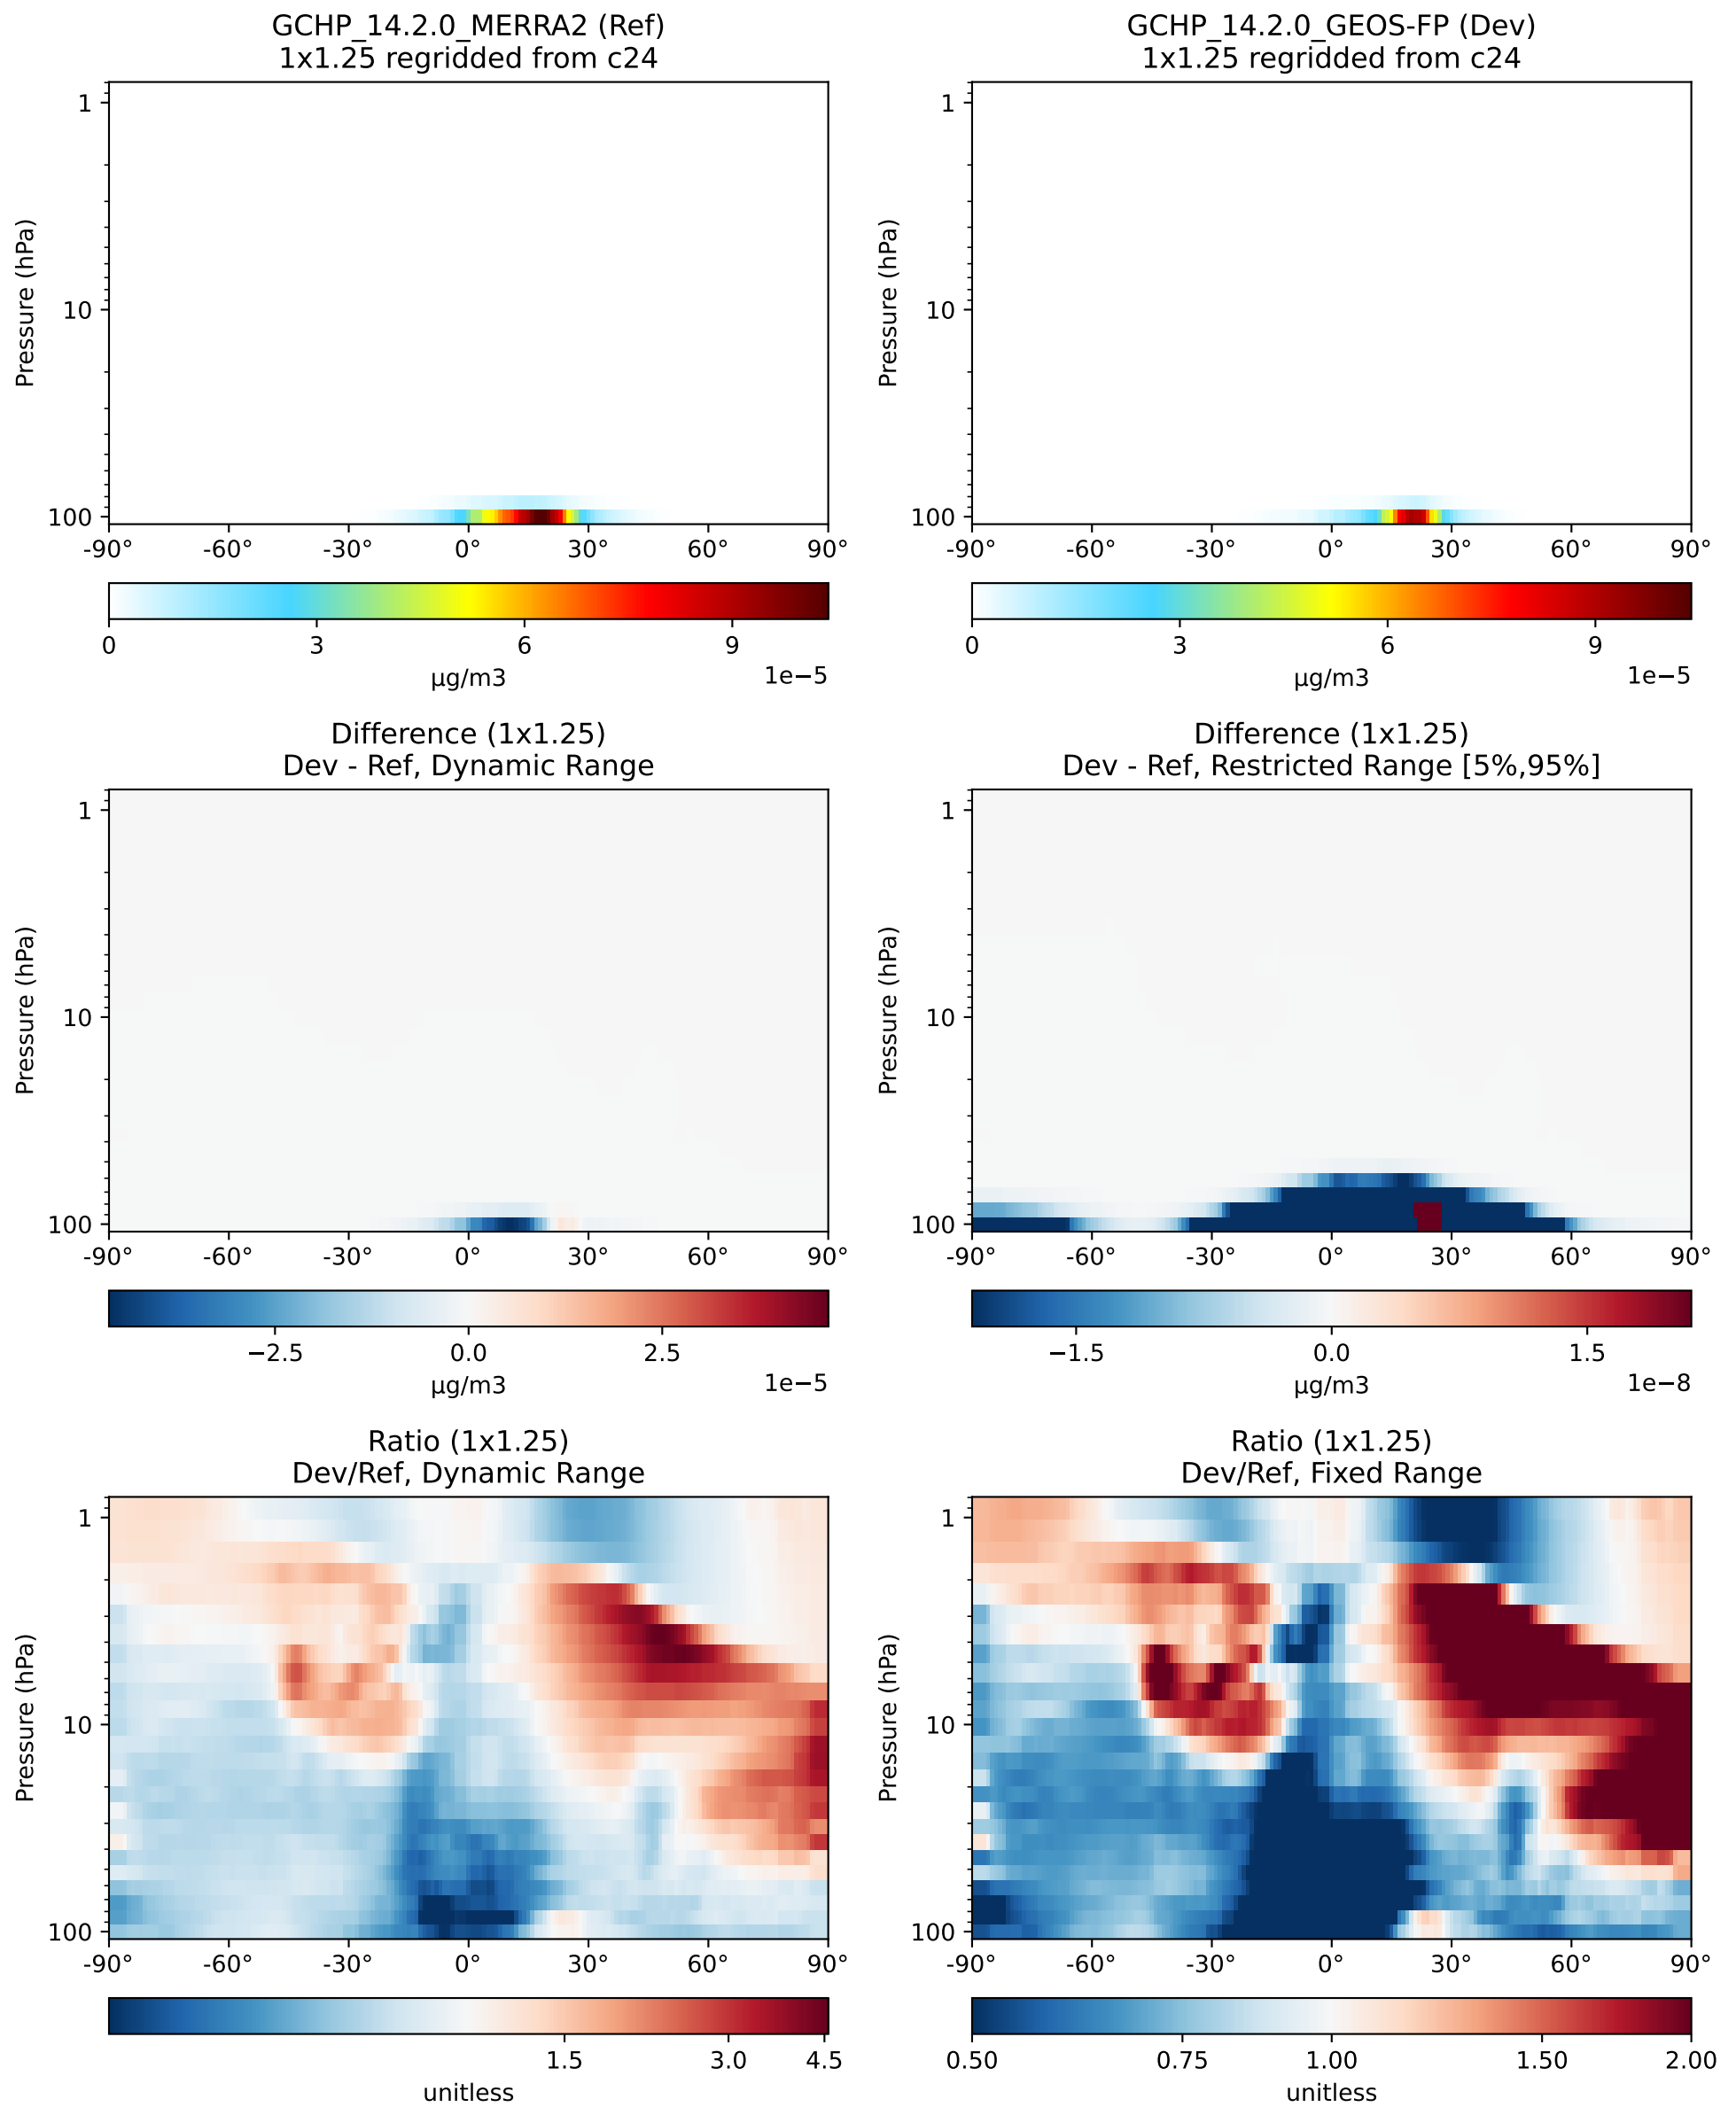 GCHP_14.2.0_MERRA2 (Ref)
1x1.25 regridded from c24
Pressure (hPa)
1
10
100
-90° -60° -30° 0° 30° 60° 90°
0 3 6 9
1e−5
µg/m3
GCHP_14.2.0_GEOS-FP (Dev)
1x1.25 regridded from c24
Pressure (hPa)
1
10
100
-90° -60° -30° 0° 30° 60° 90°
0 3 6 9
1e−5
µg/m3
Difference (1x1.25)
Dev - Ref, Dynamic Range
Pressure (hPa)
1
10
100
-90° -60° -30° 0° 30° 60° 90°
−2.5 0.0 2.5
1e−5
µg/m3
Difference (1x1.25)
Dev - Ref, Restricted Range [5%,95%]
Pressure (hPa)
1
10
100
-90° -60° -30° 0° 30° 60° 90°
−1.5 0.0 1.5
1e−8
µg/m3
Ratio (1x1.25)
Dev/Ref, Dynamic Range
Pressure (hPa)
1
10
100
-90° -60° -30° 0° 30° 60° 90°
1.5 3.0 4.5
unitless
Ratio (1x1.25)
Dev/Ref, Fixed Range
Pressure (hPa)
1
10
100
-90° -60° -30° 0° 30° 60° 90°
0.50 0.75 1.00 1.50 2.00
unitless